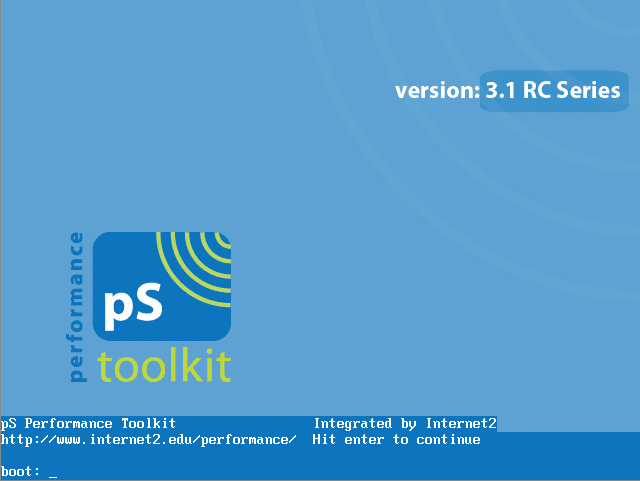 version: 3.1 RC Series
performance
pS
toolkit
pS Performance Toolkit Integrated by Internet2
http://www.internet2.edu/performance/ Hit enter to continue
boot: _